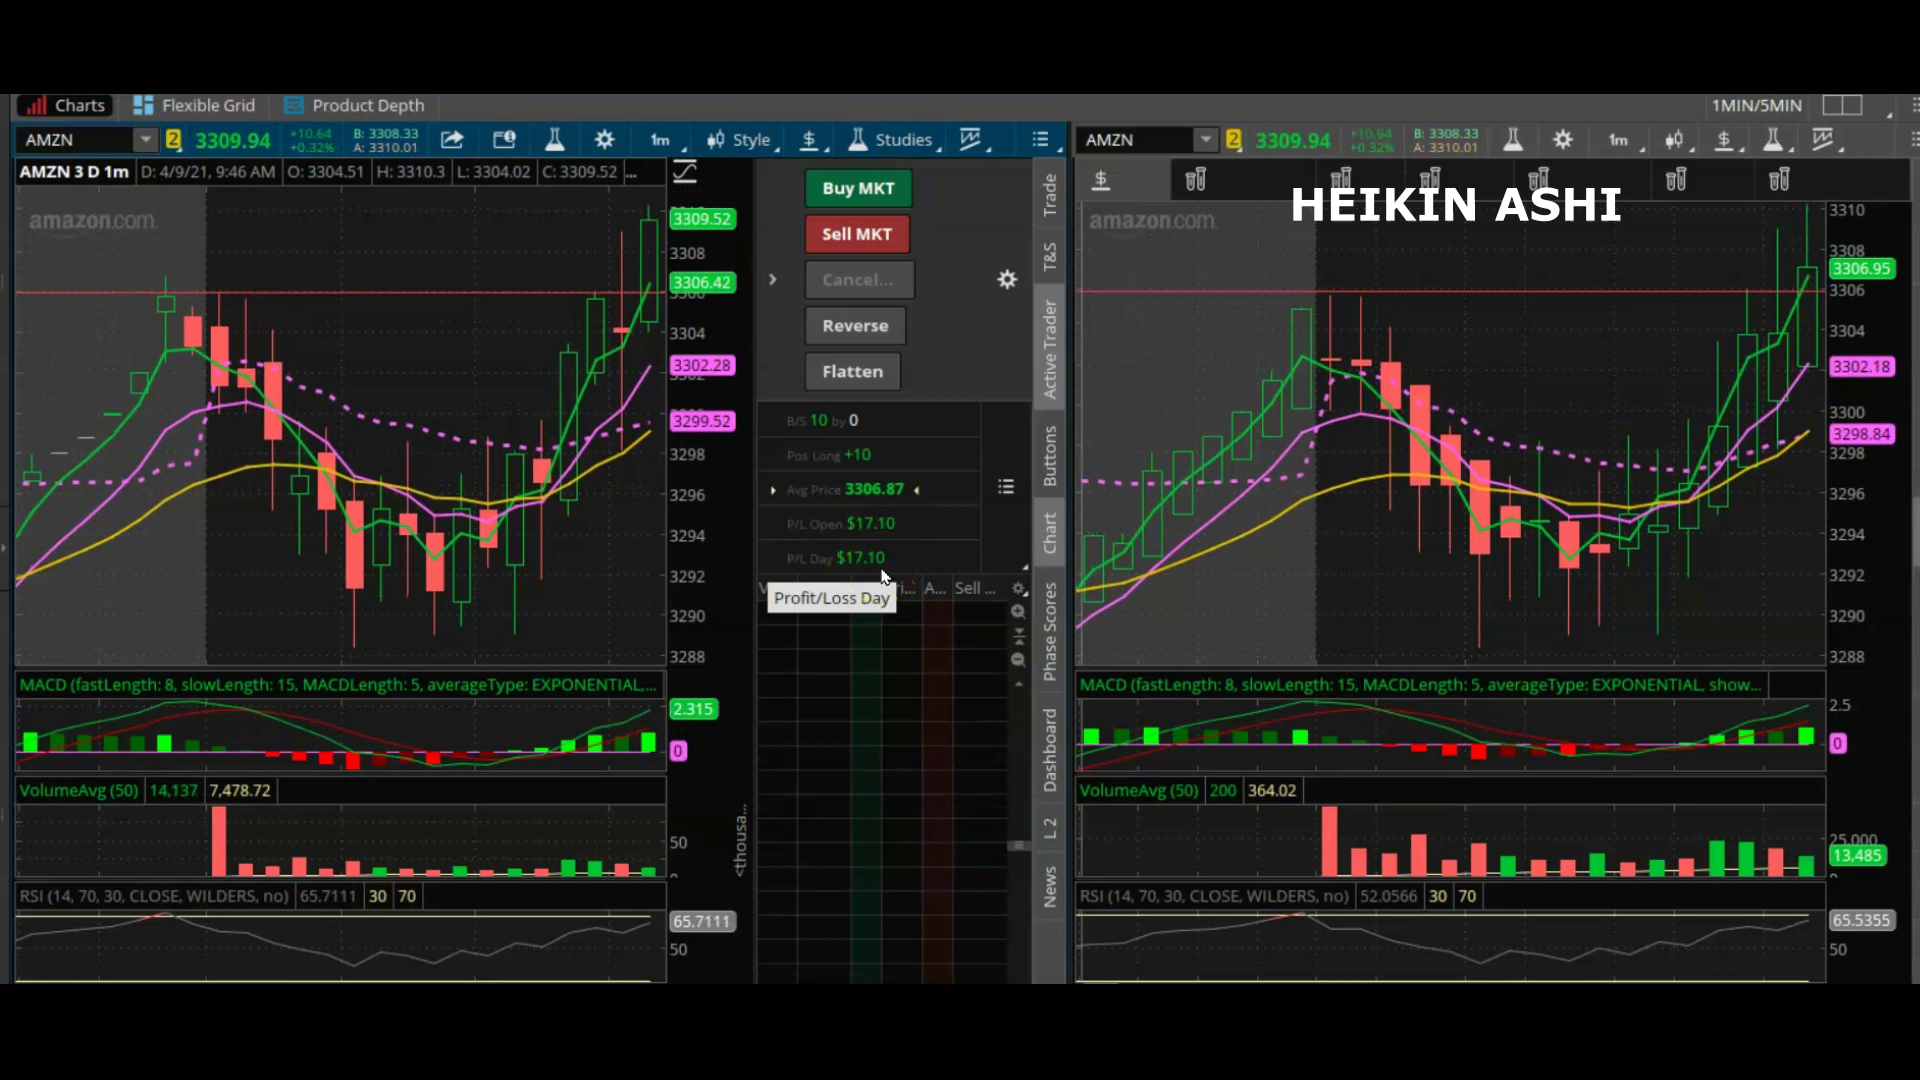 Charts Flexible Grid Product Depth 1MIN/5MIN
AMZN 2 3309.94 +10.64 +0.32% B: 3308.33 A: 3310.01 1m Style $ Studies
AMZN 2 3309.94 +10.64 +0.32% B: 3308.33 A: 3310.01 1m $
AMZN 3 D 1m D: 4/9/21, 9:46 AM O: 3304.51 H: 3310.3 L: 3304.02 C: 3309.52 ...
amazon.com
3309.52
3308
3306.42
3304
3302.28
3299.52
3298
3296
3294
3292
3290
3288
MACD (fastLength: 8, slowLength: 15, MACDLength: 5, averageType: EXPONENTIAL,...
2.315
0
VolumeAvg (50) 14,137 7,478.72
50
<thousa...
RSI (14, 70, 30, CLOSE, WILDERS, no) 65.7111 30 70
65.7111
50
Buy MKT
Sell MKT
Cancel...
Reverse
Flatten
B/S 10 by 0
Pos Long +10
Avg Price 3306.87
P/L Open $17.10
P/L Day $17.10
Profit/Loss Day
A... Sell ...
Trade
T&S
Active Trader
Buttons
Chart
Phase Scores
Dashboard
L2
News
$
HEIKIN ASHI
amazon.com
3310
3308
3306.95
3306
3304
3302.18
3300
3298.84
3298
3296
3294
3292
3290
3288
MACD (fastLength: 8, slowLength: 15, MACDLength: 5, averageType: EXPONENTIAL, show...
2.5
0
VolumeAvg (50) 200 364.02
25,000
13,485
RSI (14, 70, 30, CLOSE, WILDERS, no) 52.0566 30 70
65.5355
50